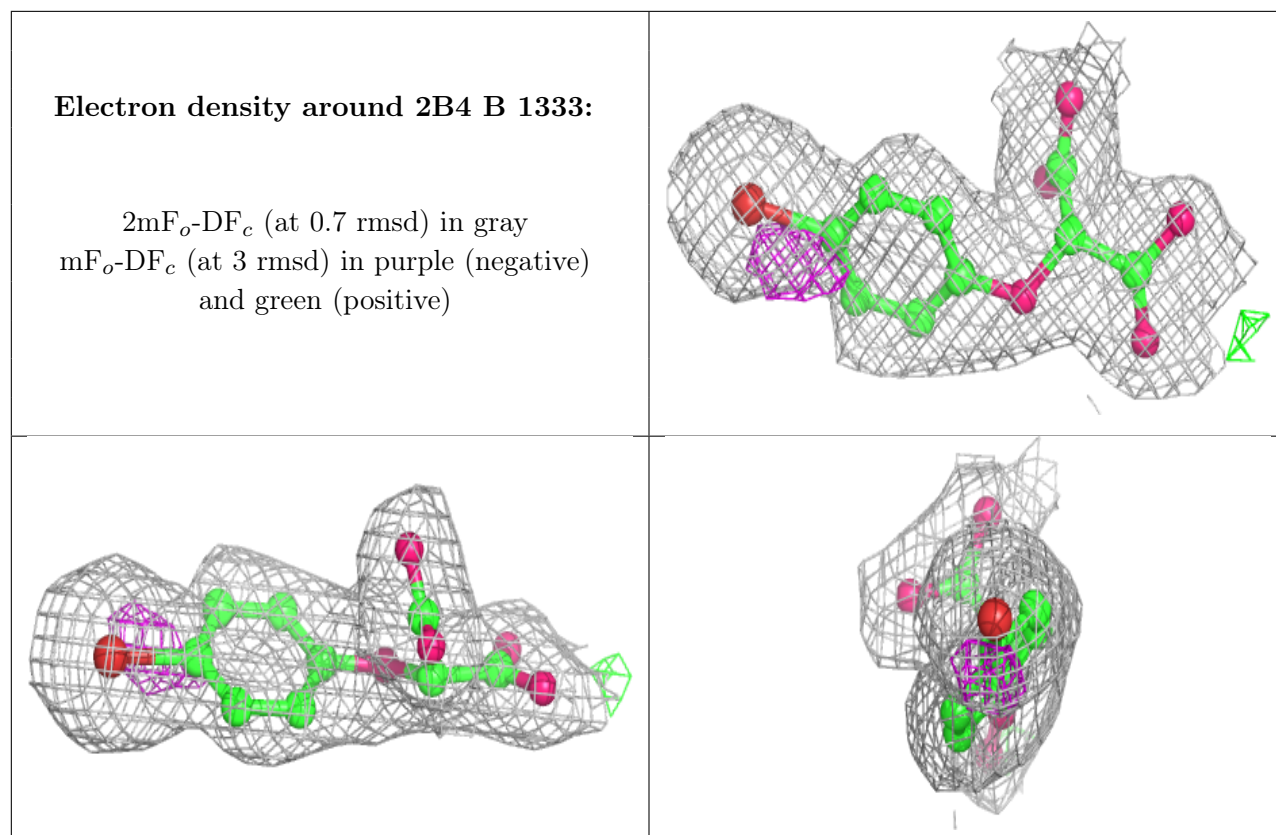 Electron density around 2B4 B 1333:
2mFo-DFc (at 0.7 rmsd) in gray
mFo-DFc (at 3 rmsd) in purple (negative)
and green (positive)